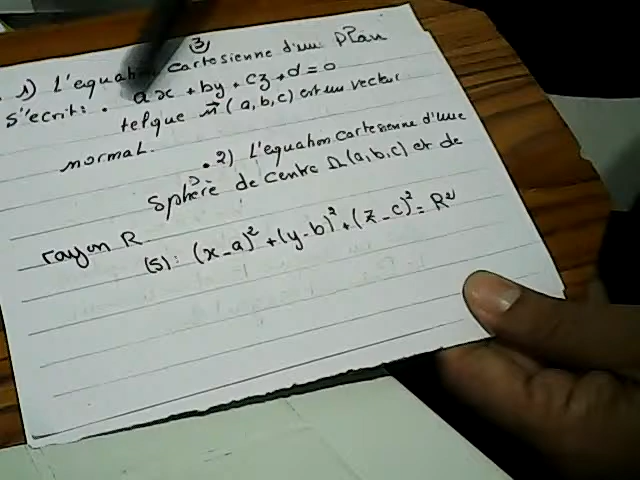 3
1) L'equation cartesienne d'un plan
s'ecrit: • ax + by + cz + d = 0
telque n⃗ (a, b, c) est un vecteur
normal.
• 2) L'equation cartesienne d'une
sphère de centre Ω(a, b, c) et de
rayon R
(S): (x - a)² + (y - b)² + (z - c)² = R²